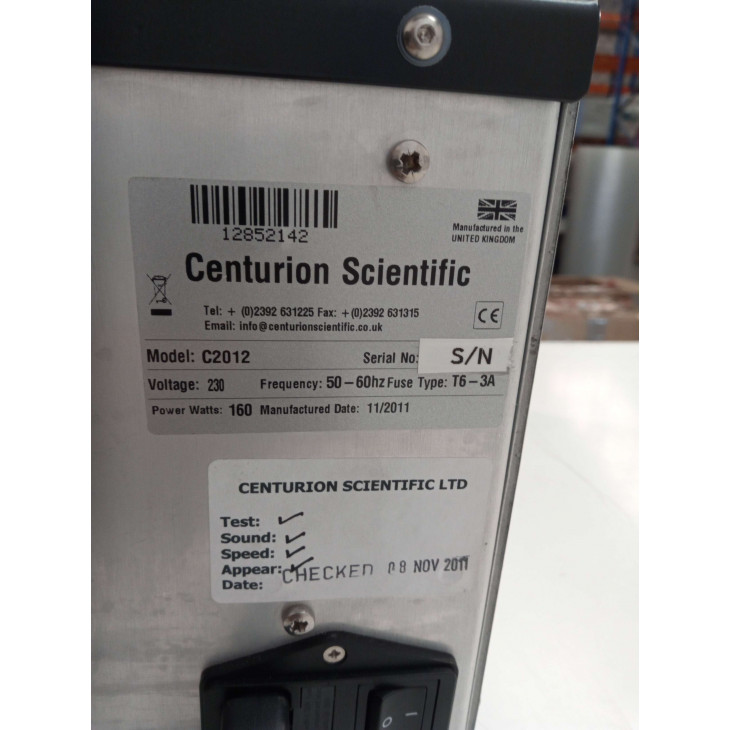 12852142
Manufactured in the
UNITED KINGDOM
Centurion Scientific
Tel: + (0)2392 631225 Fax: +(0)2392 631315
Email: info@centurionscientific.co.uk
CE
Model: C2012 Serial No: S/N
Voltage: 230 Frequency: 50-60hz Fuse Type: T6-3A
Power Watts: 160 Manufactured Date: 11/2011
CENTURION SCIENTIFIC LTD
Test:
Sound:
Speed:
Appear:
Date: CHECKED 08 NOV 2011